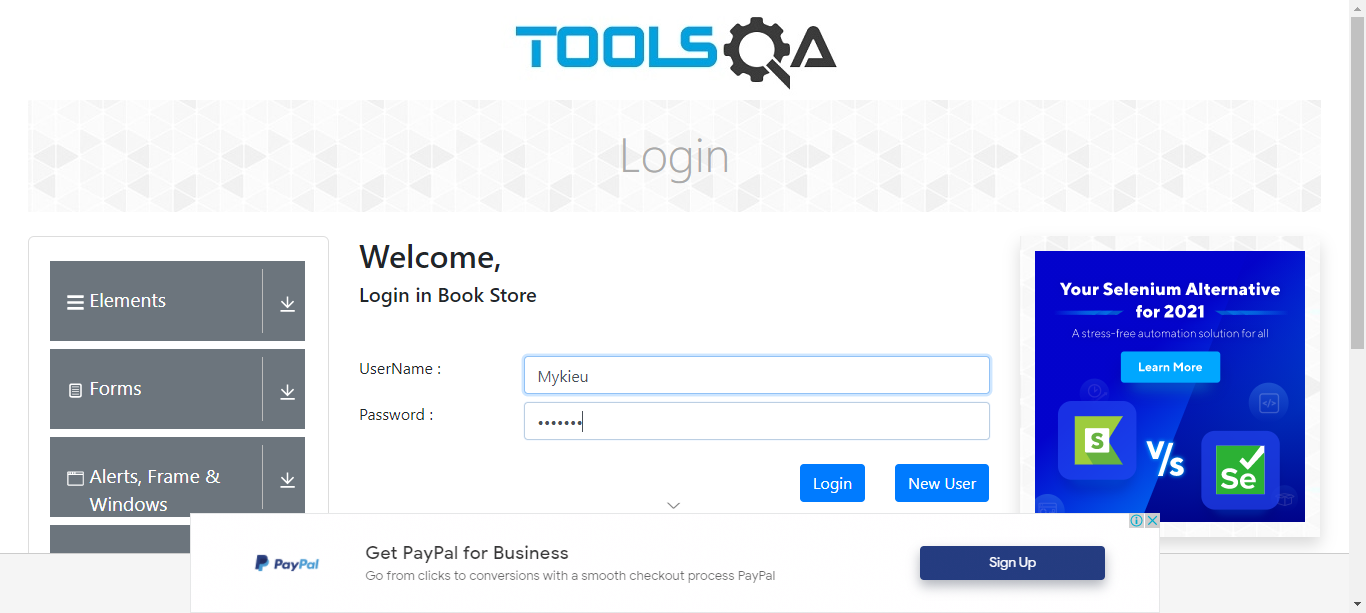 TOOLSQA
Login
Elements
Forms
Alerts, Frame &
Windows
Welcome,
Login in Book Store
UserName :
Mykieu
Password :
•••••••
Login
New User
Your Selenium Alternative
for 2021
A stress-free automation solution for all
Learn More
S
V/s
Se
PayPal
Get PayPal for Business
Go from clicks to conversions with a smooth checkout process PayPal
Sign Up